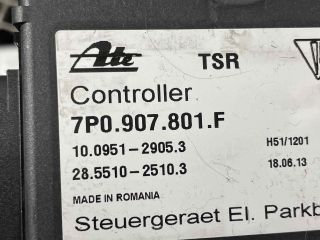 Ate TSR
Controller
7P0.907.801.F
10.0951-2905.3 H51/1201
28.5510-2510.3 18.06.13
MADE IN ROMANIA
Steuergeraet El. Parkb